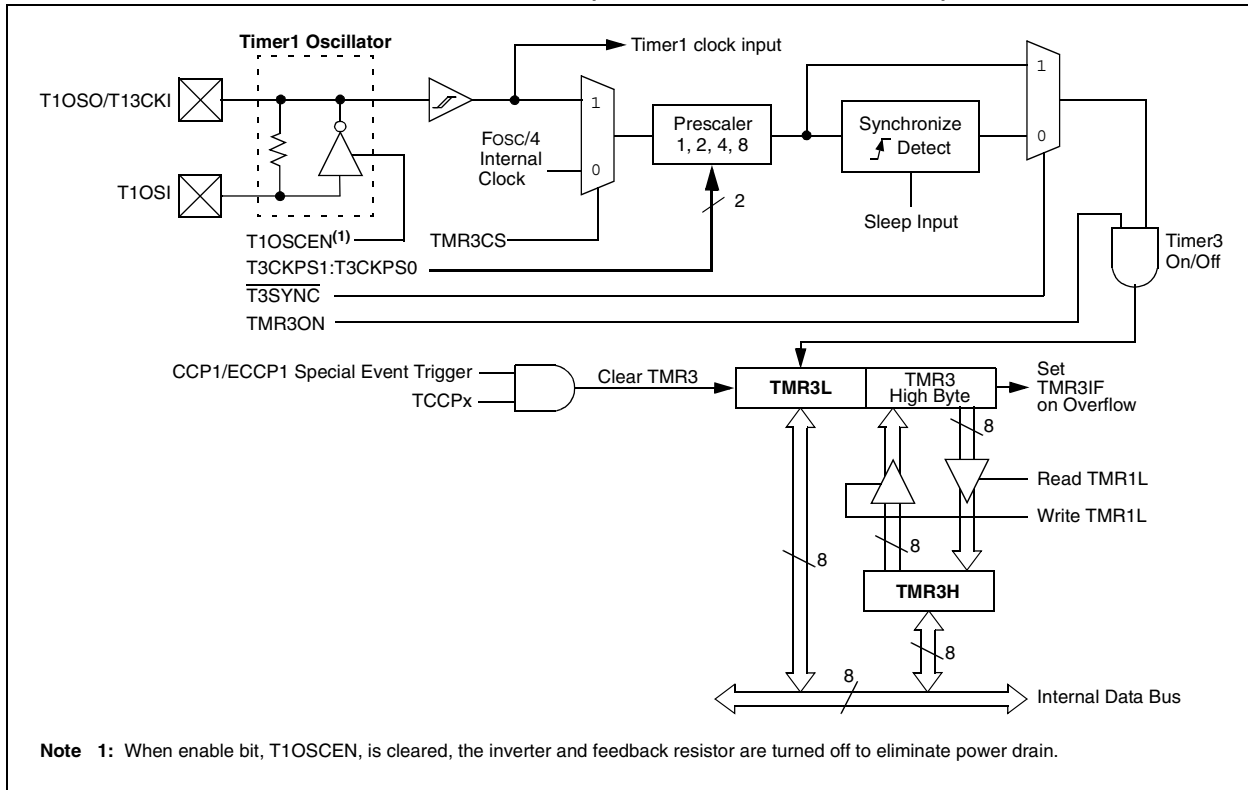 Timer1 Oscillator
Timer1 clock input
T1OSO/T13CKI
T1OSI
1
0
FOSC/4
Internal
Clock
Prescaler
1, 2, 4, 8
Synchronize
Detect
1
0
2
Sleep Input
T1OSCEN(1)
TMR3CS
T3CKPS1:T3CKPS0
T3SYNC
TMR3ON
Timer3
On/Off
CCP1/ECCP1 Special Event Trigger
TCCPx
Clear TMR3
TMR3L
TMR3
High Byte
Set
TMR3IF
on Overflow
8
Read TMR1L
Write TMR1L
8
8
TMR3H
8
8
Internal Data Bus
Note 1: When enable bit, T1OSCEN, is cleared, the inverter and feedback resistor are turned off to eliminate power drain.